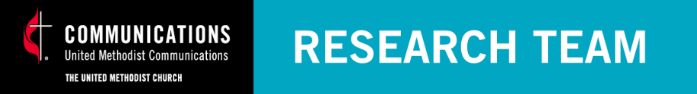 COMMUNICATIONS
United Methodist Communications
THE UNITED METHODIST CHURCH
RESEARCH TEAM